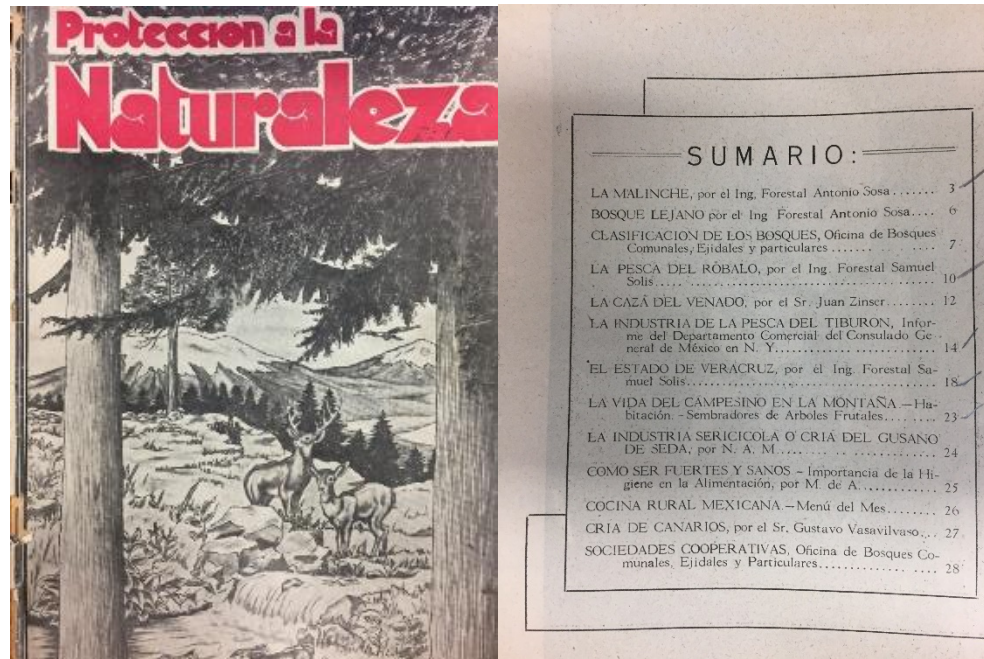 Proteccion a la
Naturaleza
SUMARIO:
LA MALINCHE, por el Ing. Forestal Antonio Sosa ....... 3
BOSQUE LEJANO por el Ing Forestal Antonio Sosa.... 6
CLASIFICACION DE LOS BOSQUES, Oficina de Bosques
Comunales, Ejidales y particulares ....... .. .... 7
LA PESCA DEL RÓBALO, por el Ing. Forestal Samuel
Solis..... ................................. 10
LA CAZA DEL VENADO, por el Sr. Juan Zinser........ 12
LA INDUSTRIA DE LA PESCA DEL TIBURON, Infor-
me del Departamento Comercial del Consulado Ge-
neral de México en N. Y......................... 14
EL ESTADO DE VERACRUZ, por el Ing. Forestal Sa-
muel Solis...................................... 18
LA VIDA DEL CAMPESINO EN LA MONTAÑA.—Ha-
bitación.-Sembradores de Arboles Frutales........ 23
LA INDUSTRIA SERICICOLA O CRIA DEL GUSANO
DE SEDA, por N. A. M..... .... .. ....... .... 24
COMO SER FUERTES Y SANOS - Importancia de la Hi-
giene en la Alimentación, por M. de A............. 25
COCINA RURAL MEXICANA.—Menú del Mes........ 26
CRIA DE CANARIOS, por el Sr. Gustavo Vasavilvaso... 27
SOCIEDADES COOPERATIVAS, Oficina de Bosques Co-
munales, Ejidales y Particulares............. .... 28